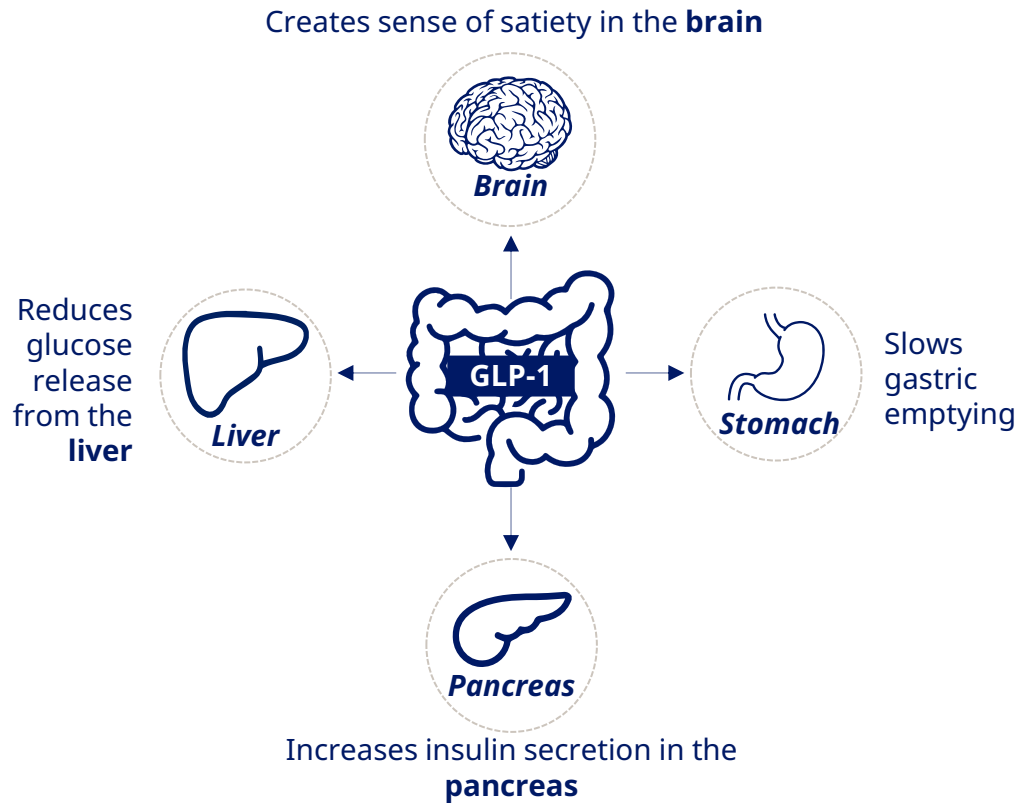 Creates sense of satiety in the brain
Brain
Reduces
glucose
release
from the
liver
Liver
GLP-1
Stomach
Slows
gastric
emptying
Pancreas
Increases insulin secretion in the
pancreas